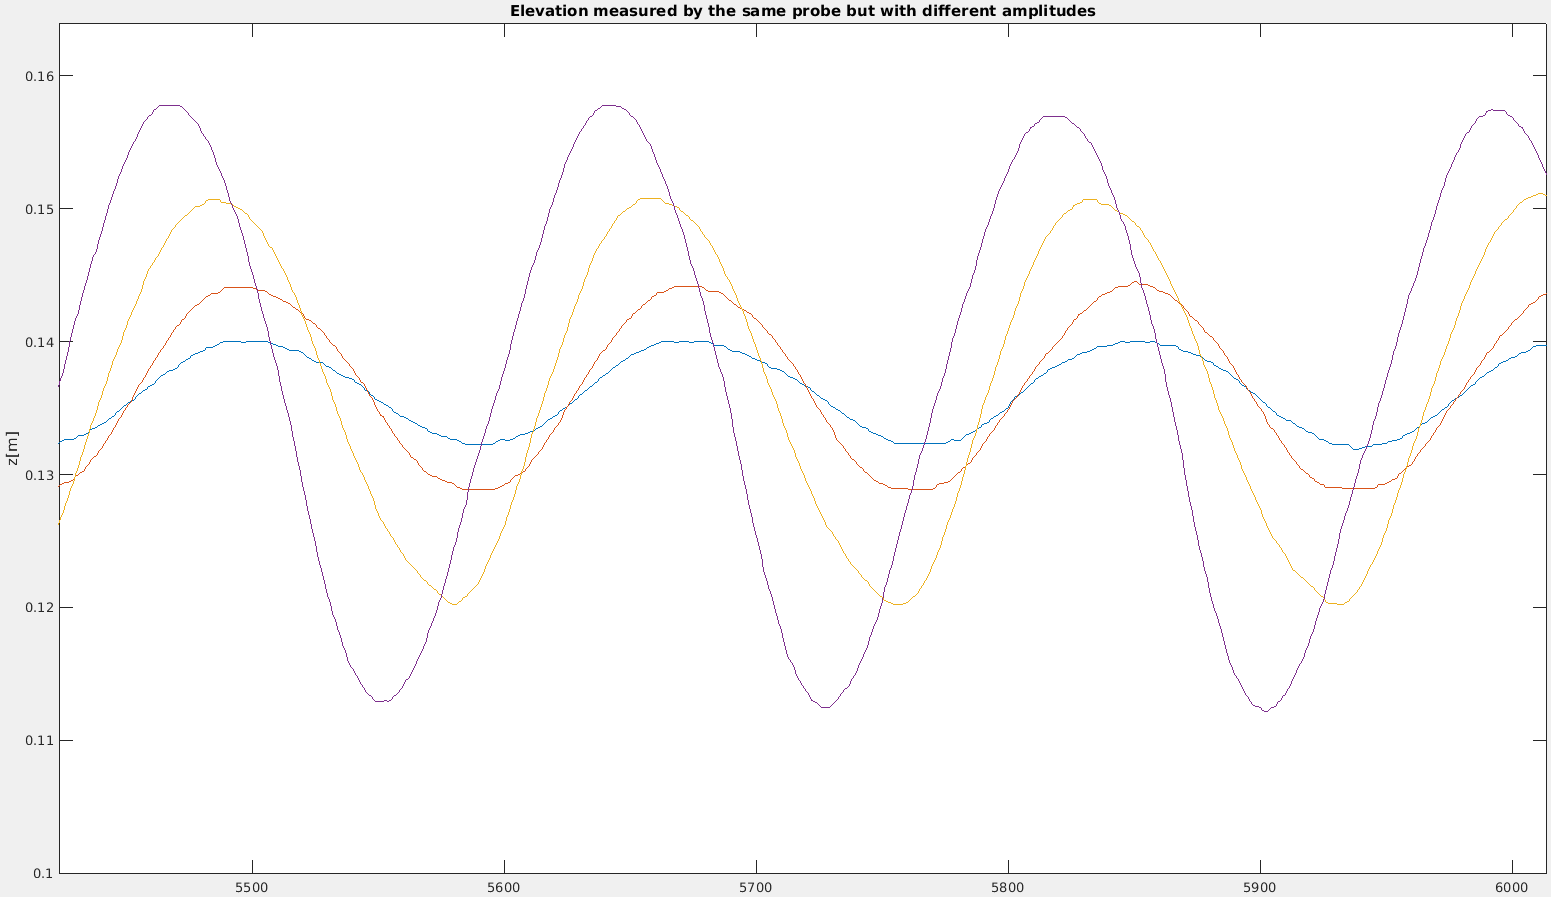 Elevation measured by the same probe but with different amplitudes
0.16
0.15
0.14
z[m]
0.13
0.12
0.11
0.1
5500 5600 5700 5800 5900 6000